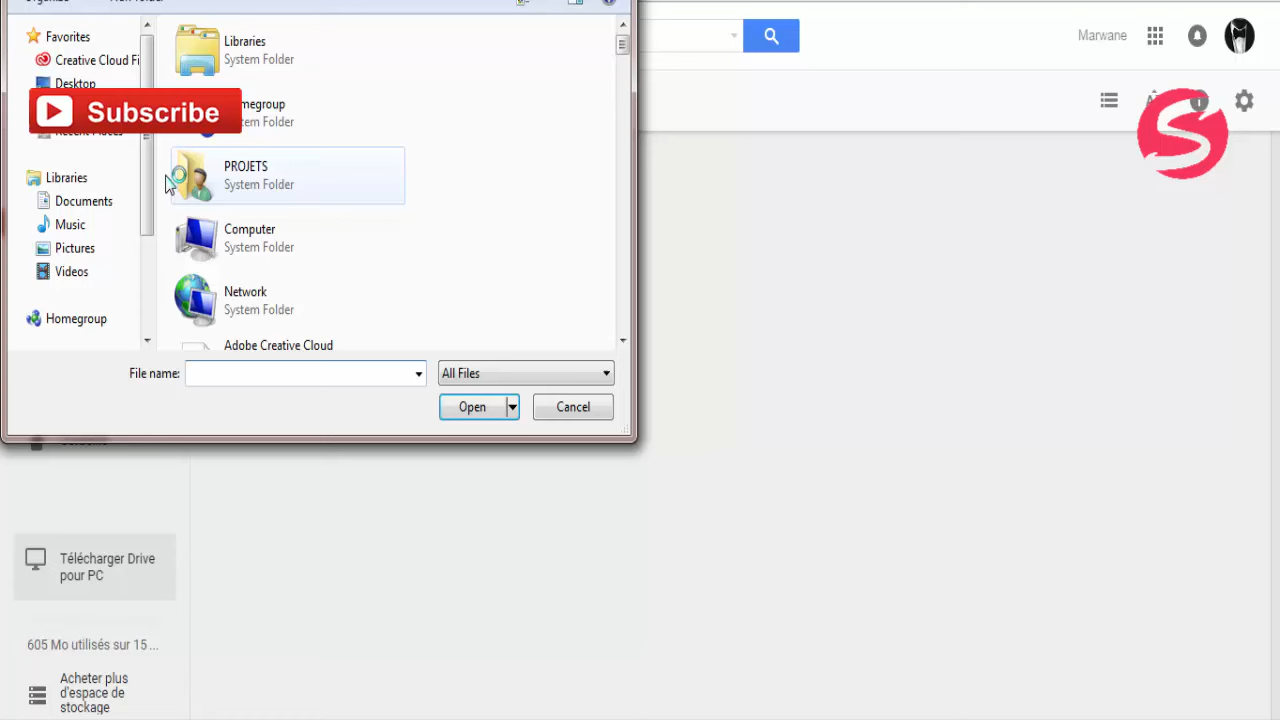 Favorites
Creative Cloud Fi
Desktop
Subscribe
Libraries
Documents
Music
Pictures
Videos
Homegroup
Libraries
System Folder
megroup
System Folder
PROJETS
System Folder
Computer
System Folder
Network
System Folder
Adobe Creative Cloud
File name:
All Files
Open
Cancel
Marwane
Télécharger Drive
pour PC
605 Mo utilisés sur 15 ...
Acheter plus
d'espace de
stockage